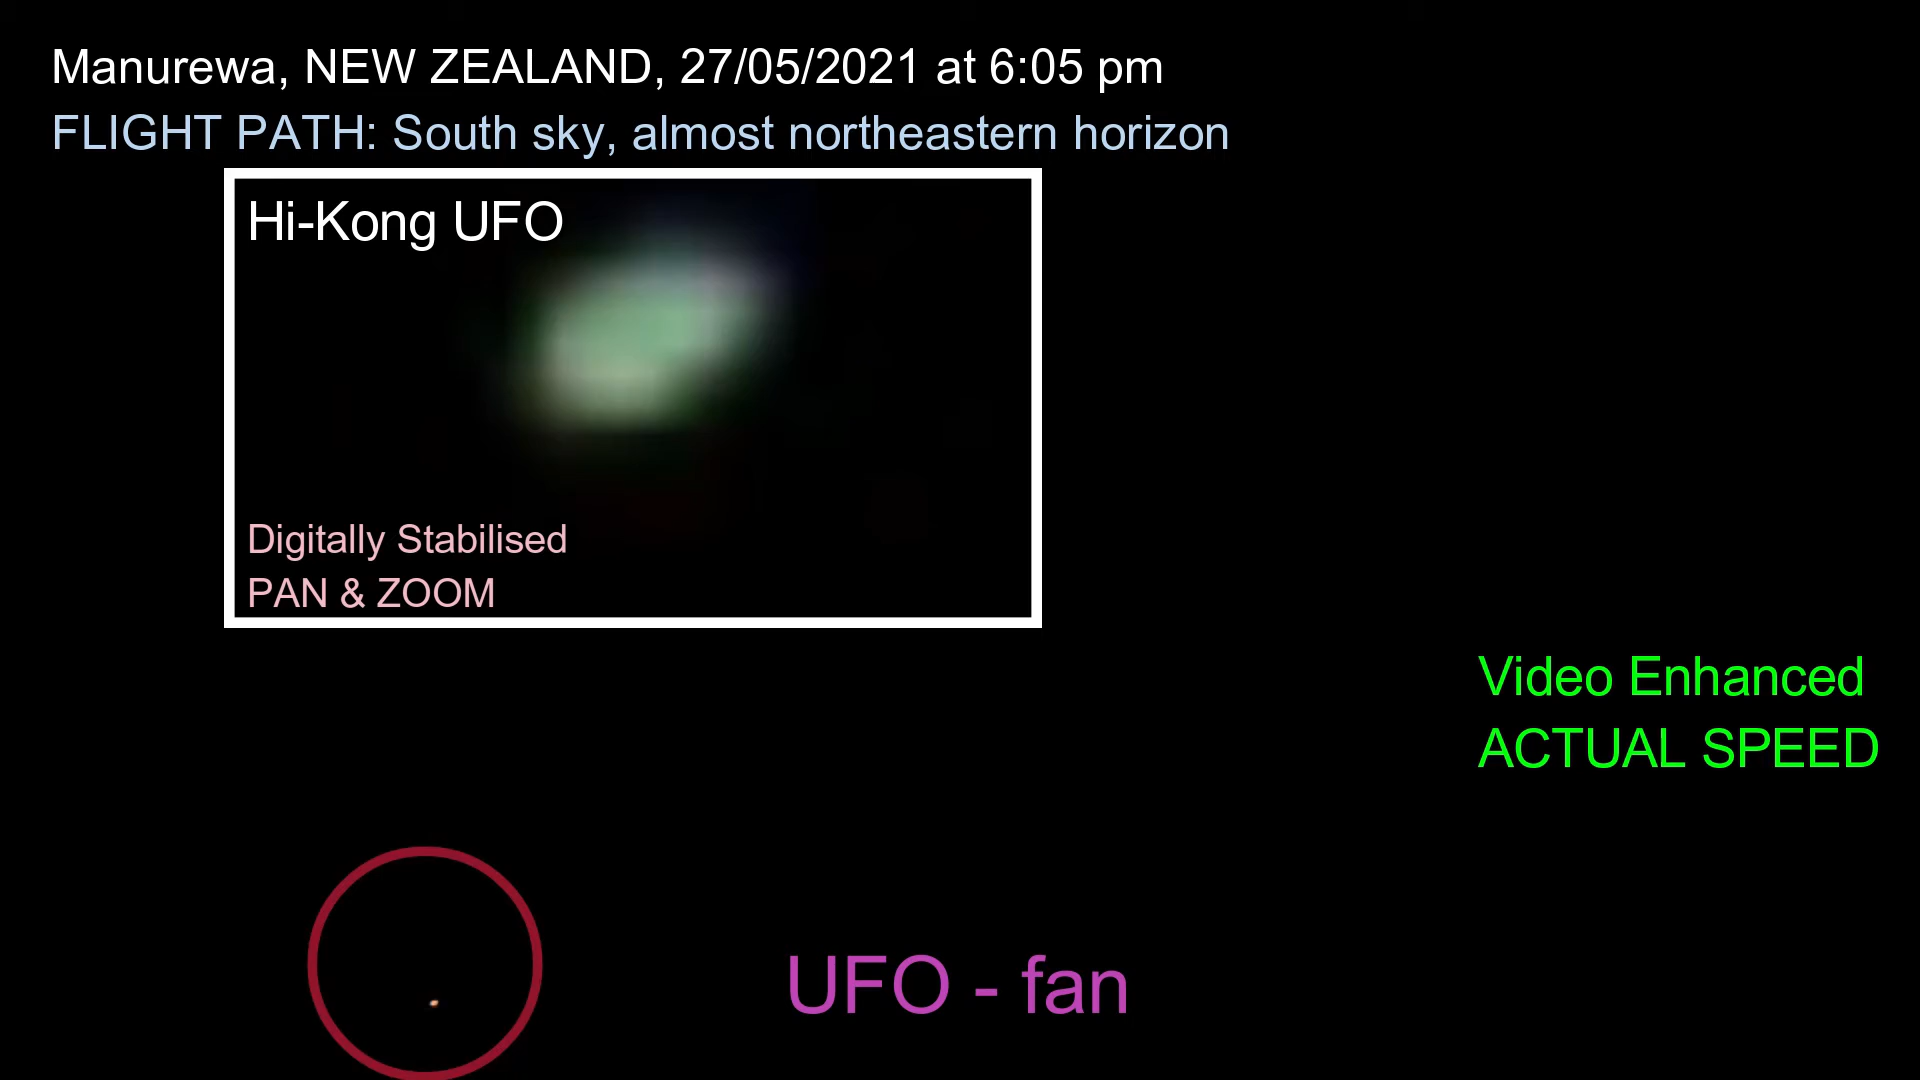 Manurewa, NEW ZEALAND, 27/05/2021 at 6:05 pm
FLIGHT PATH: South sky, almost northeastern horizon
Hi-Kong UFO
Digitally Stabilised
PAN & ZOOM
Video Enhanced
ACTUAL SPEED
UFO - fan